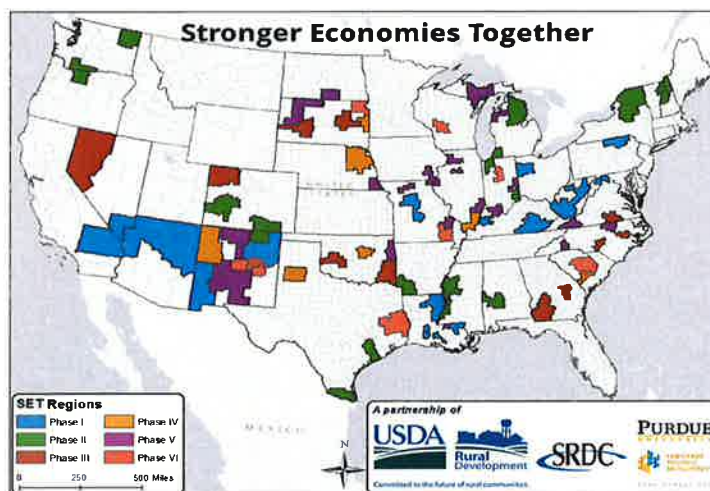 Stronger Economies Together
MEXICO
N
SET Regions
Phase I
Phase II
Phase III
Phase IV
Phase V
Phase VI
0 250 500 Miles
A partnership of
USDA
Rural
Development
SRDC
PURDUE
UNIVERSITY
Committed to the future of rural communities.